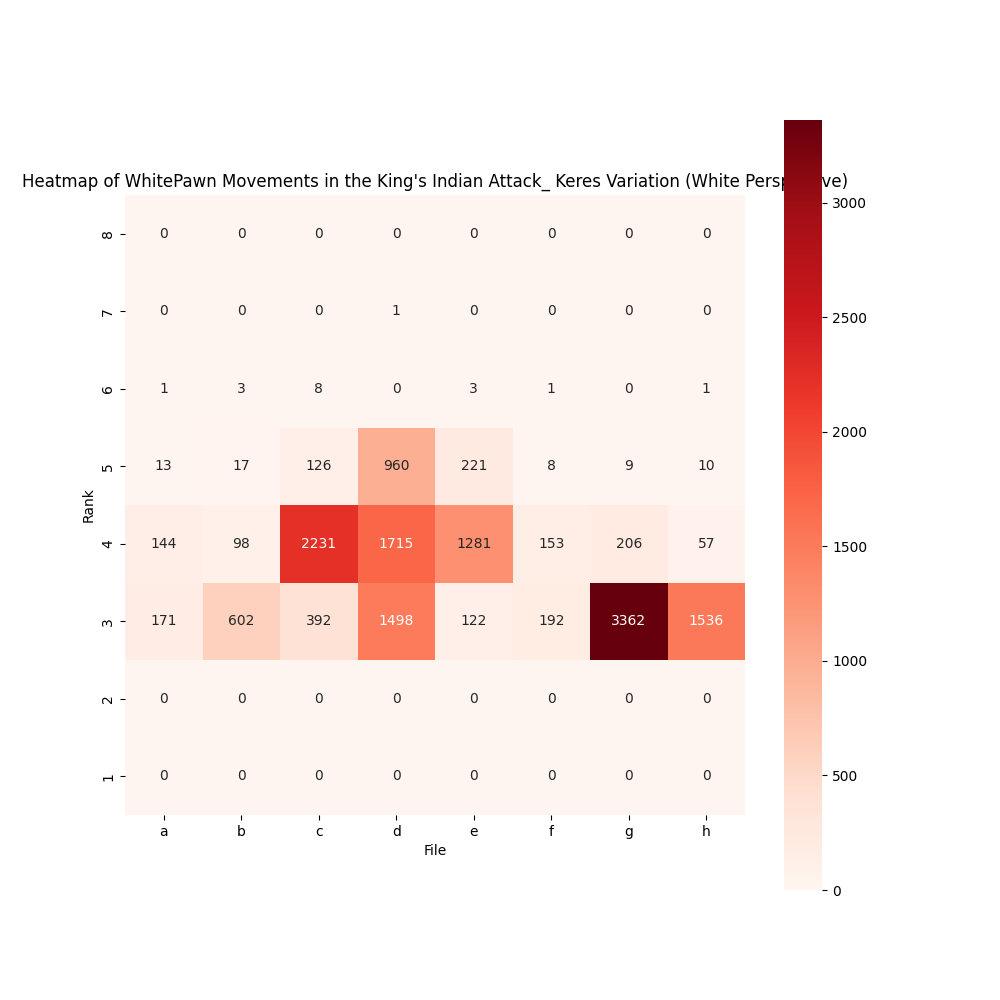 Heatmap of WhitePawn Movements in the King's Indian Attack_ Keres Variation (White Persp ve)
8 0 0 0 0 0 0 0 0
7 0 0 0 1 0 0 0 0
6 1 3 8 0 3 1 0 1
5 13 17 126 960 221 8 9 10
4 144 98 2231 1715 1281 153 206 57
3 171 602 392 1498 122 192 3362 1536
2 0 0 0 0 0 0 0 0
1 0 0 0 0 0 0 0 0
Rank
a b c d e f g h
File
3000
2500
2000
1500
1000
500
0